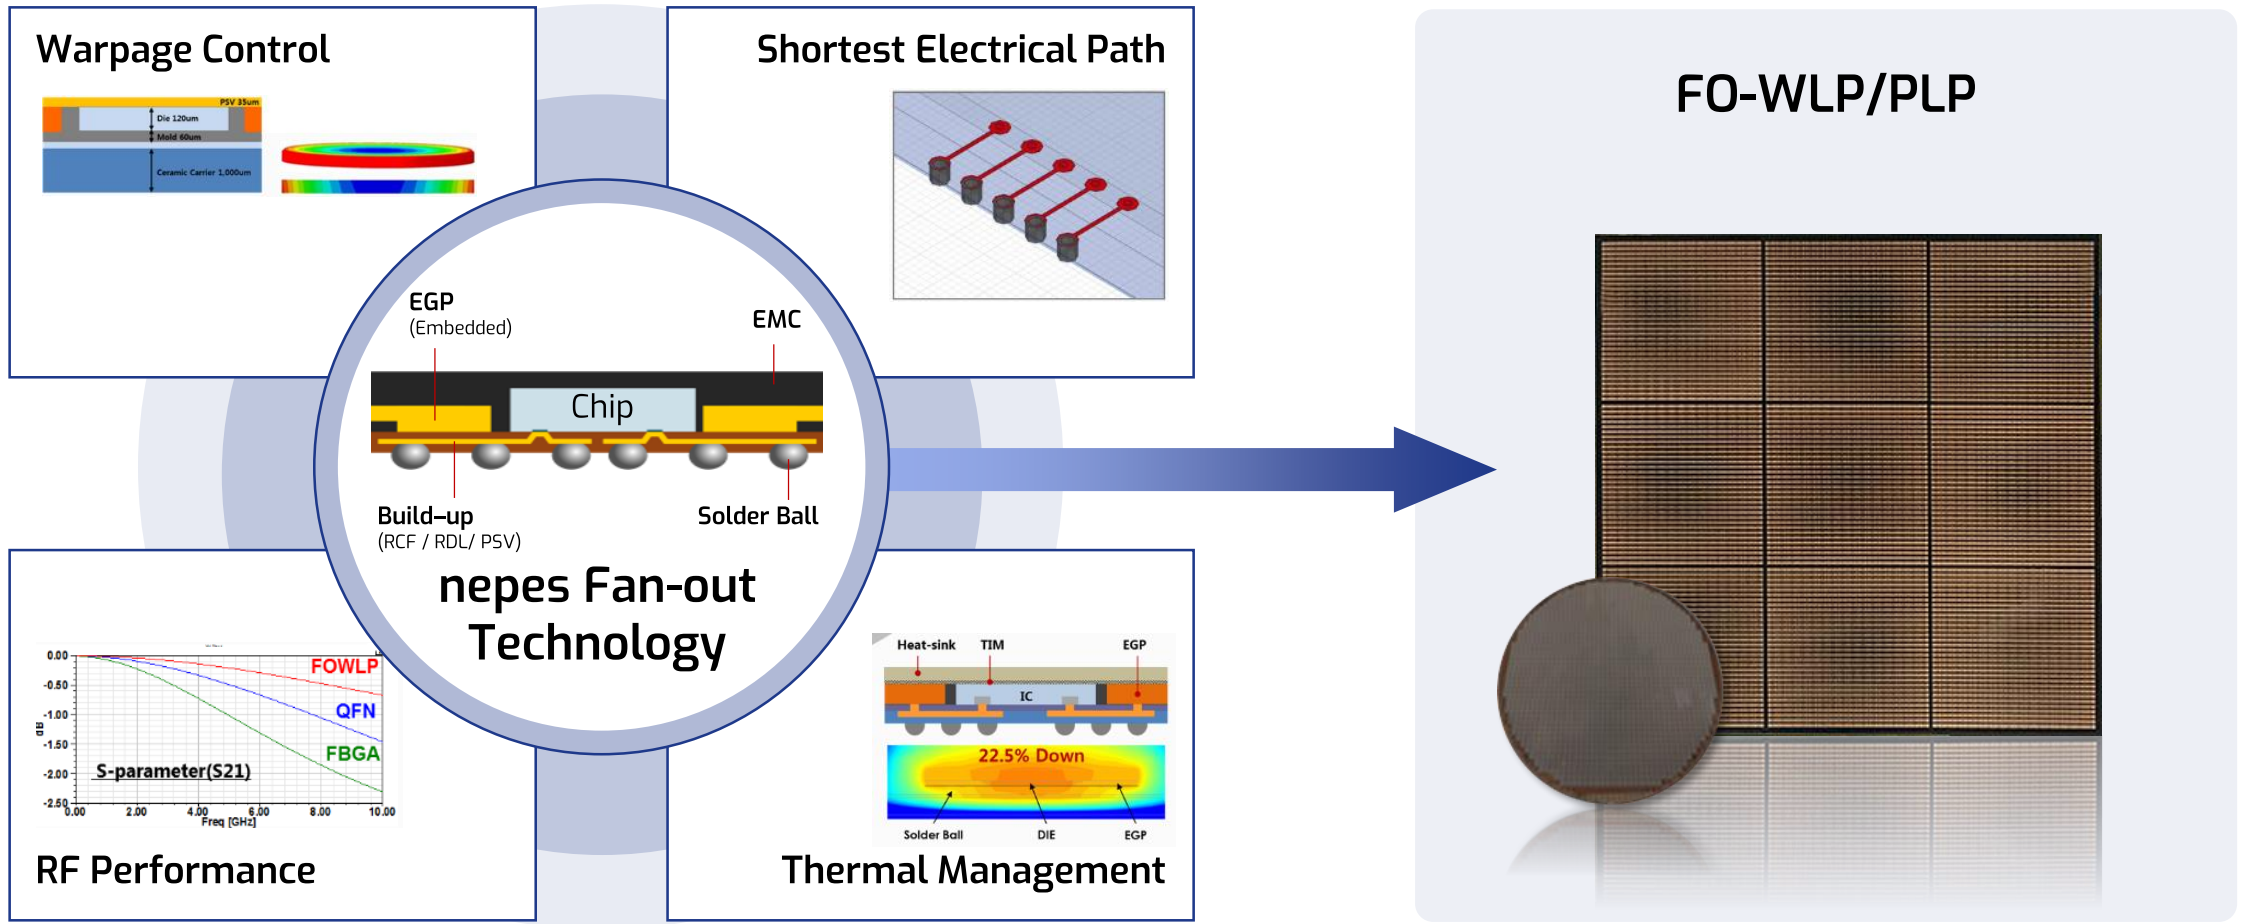 Warpage Control
PSV 35um
Die 120um
Mold 60um
Ceramic Carrier 1,000um
Shortest Electrical Path
EGP
(Embedded)
EMC
Chip
Build–up
(RCF / RDL/ PSV)
Solder Ball
nepes Fan-out
Technology
0.00
-0.50
-1.00
-1.50
-2.00
-2.50
dB
FOWLP
QFN
FBGA
S-parameter(S21)
0.00 2.00 4.00 6.00 8.00 10.00
Freq [GHz]
RF Performance
Heat-sink TIM EGP
IC
22.5% Down
Solder Ball DIE EGP
Thermal Management
FO-WLP/PLP